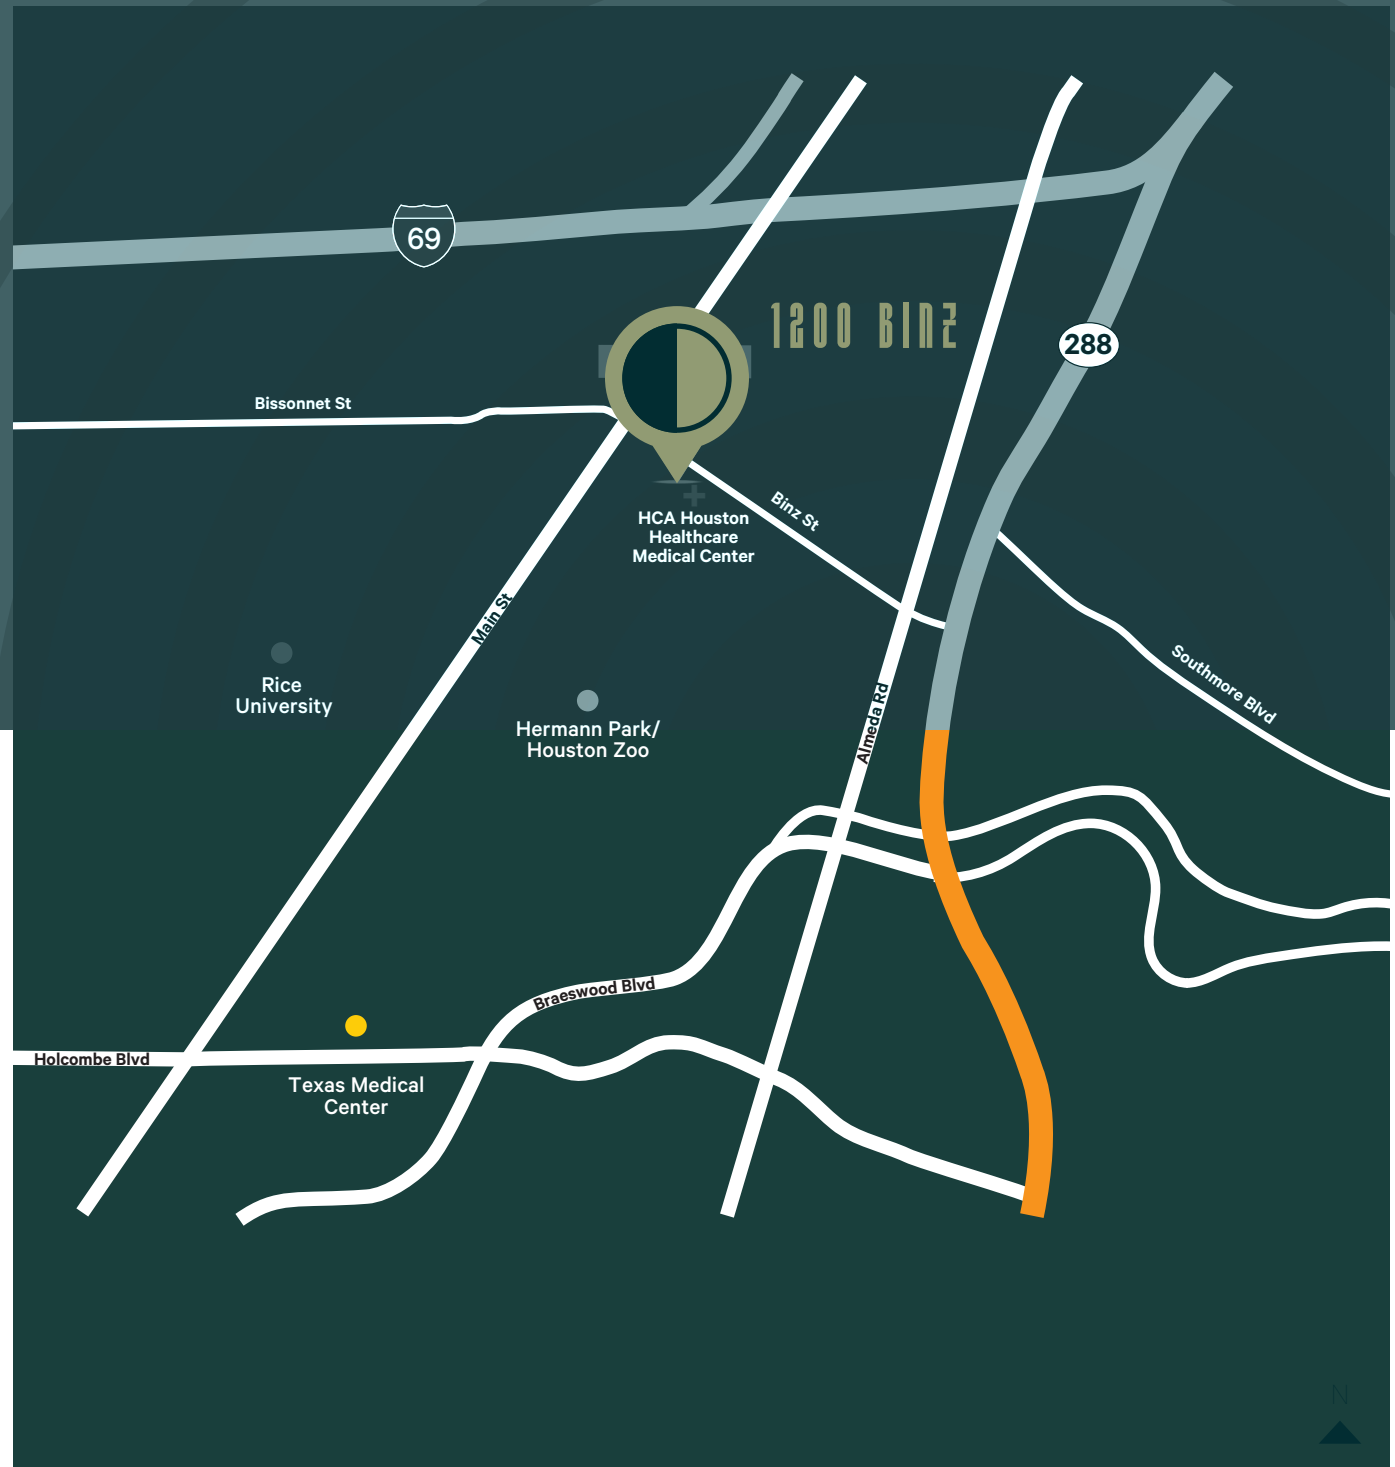 69
1200 BINZ
288
Bissonnet St
Binz St
HCA Houston
Healthcare
Medical Center
Main St
Rice
University
Hermann Park/
Houston Zoo
Almeda Rd
Southmore Blvd
Braeswood Blvd
Holcombe Blvd
Texas Medical
Center
N